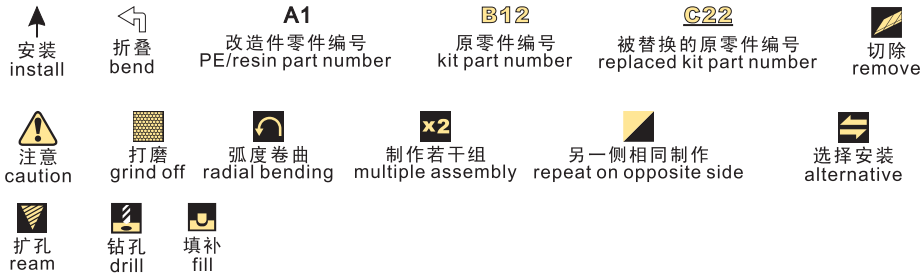 A1 B12 C22
安装 折叠 改造件零件编号 原零件编号 被替换的原零件编号 切除
install bend PE/resin part number kit part number replaced kit part number remove
x2
注意 打磨 弧度卷曲 制作若干组 另一侧相同制作 选择安装
caution grind off radial bending multiple assembly repeat on opposite side alternative
扩孔 钻孔 填补
ream drill fill